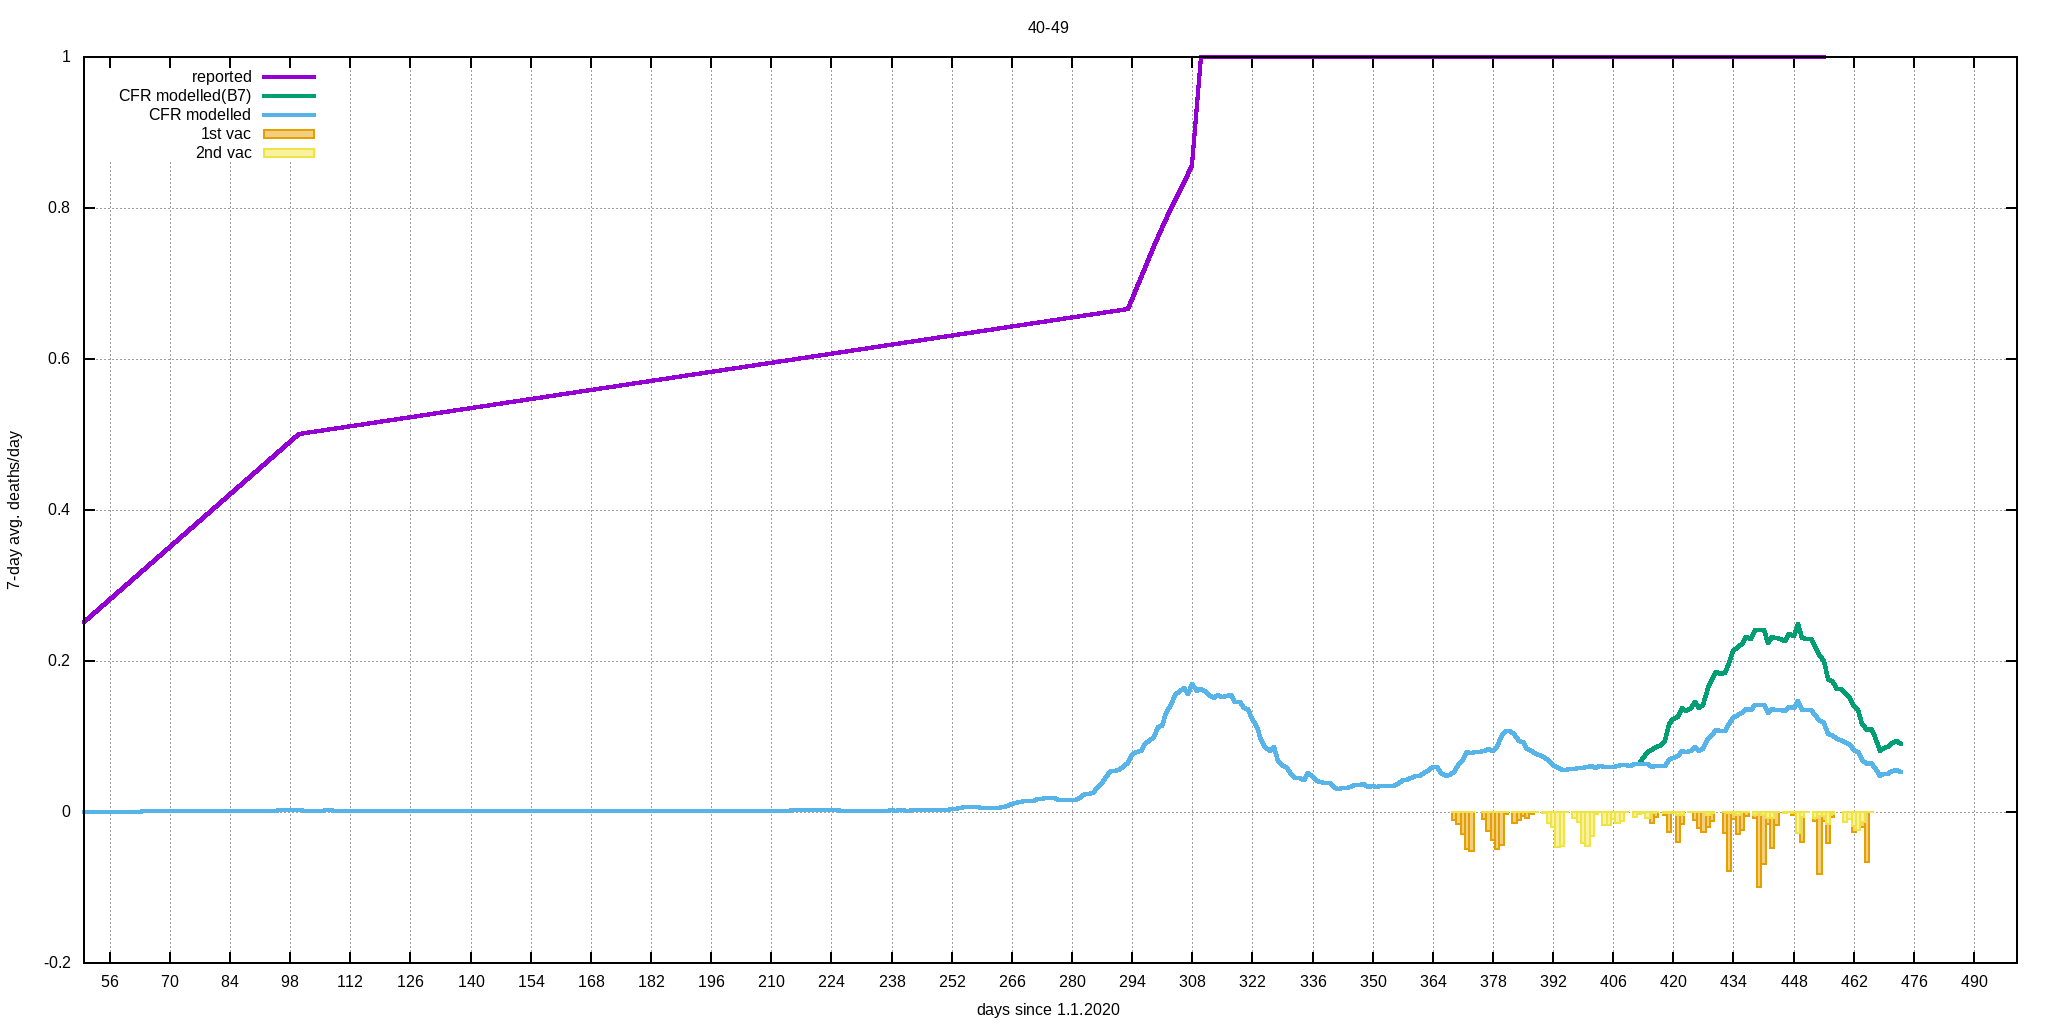 40-49
1
reported
CFR modelled(B7)
CFR modelled
1st vac
2nd vac
0.8
0.6
0.4
0.2
0
-0.2
7-day avg. deaths/day
56 70 84 98 112 126 140 154 168 182 196 210 224 238 252 266 280 294 308 322 336 350 364 378 392 406 420 434 448 462 476 490
days since 1.1.2020